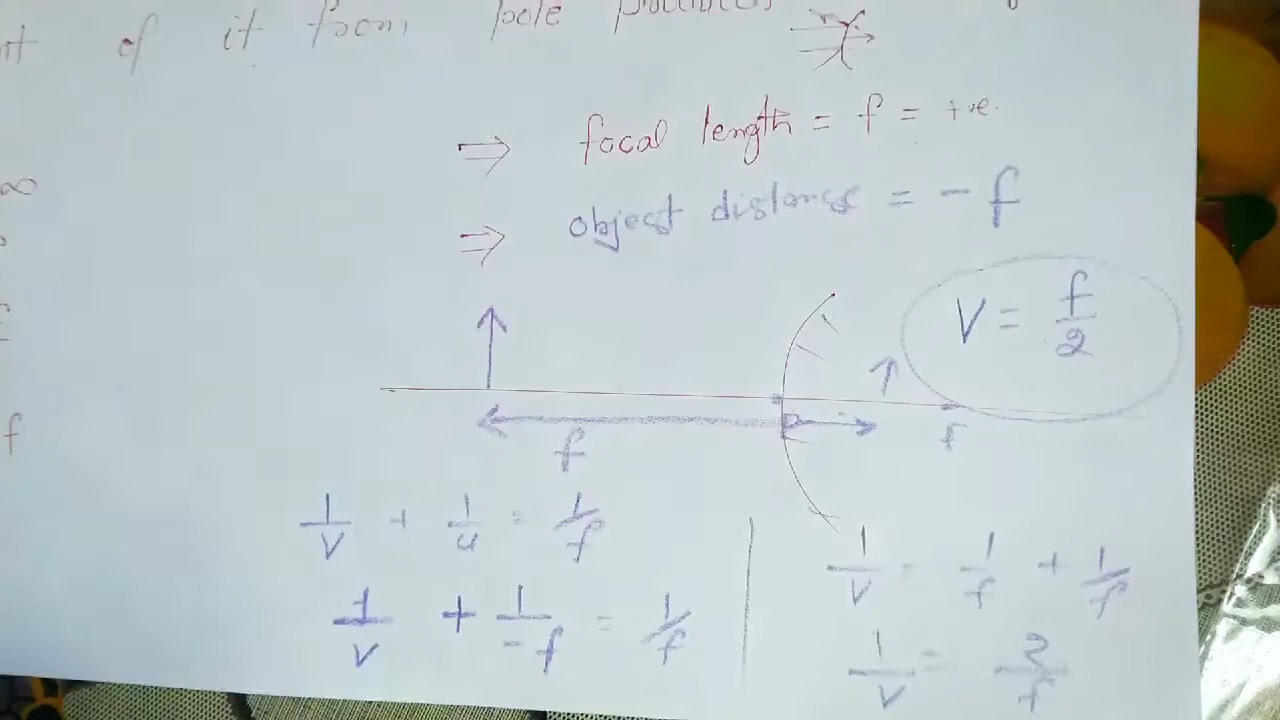 of it from pole
∞
⇒ focal length = f = +ve.
⇒ object distance = - f
V = f/2
f
f
f
1/v + 1/u = 1/f
1/v + 1/-f = 1/f
1/v = 1/f + 1/f
1/v = 2/f